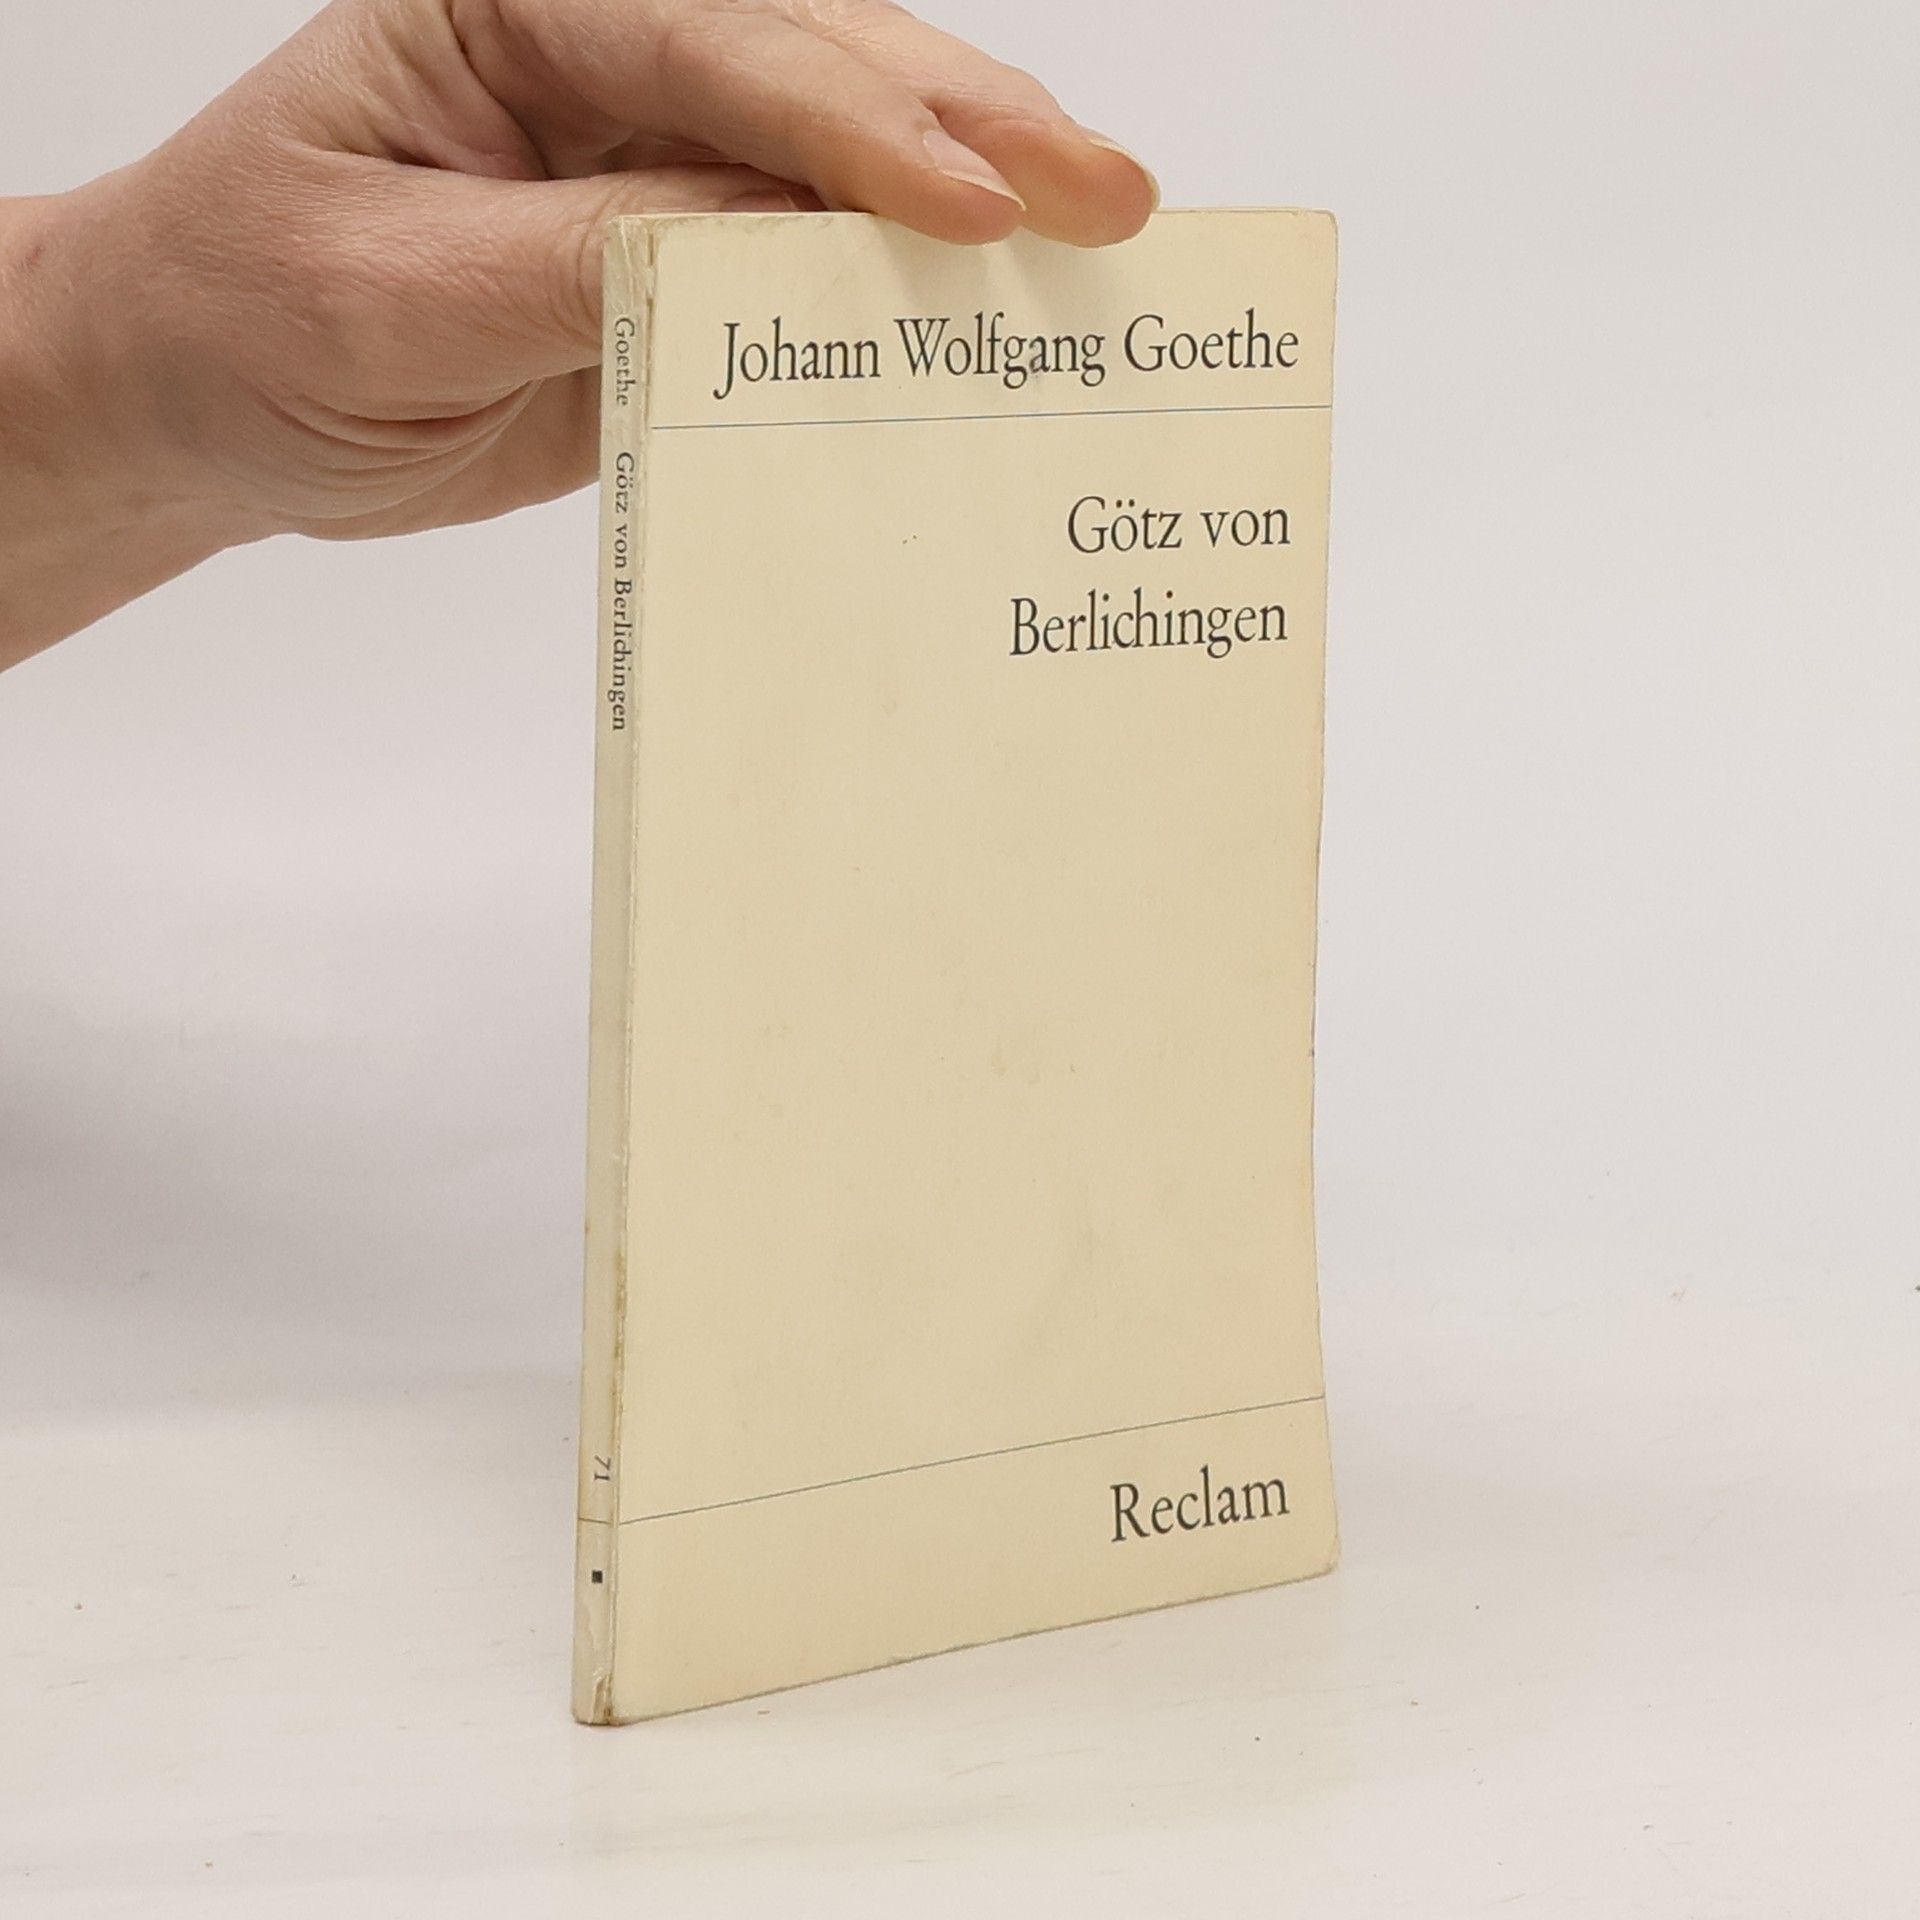 Johann Wolfgang Goethe
Götz von
Berlichingen
Reclam
Goethe Götz von Berlichingen
71